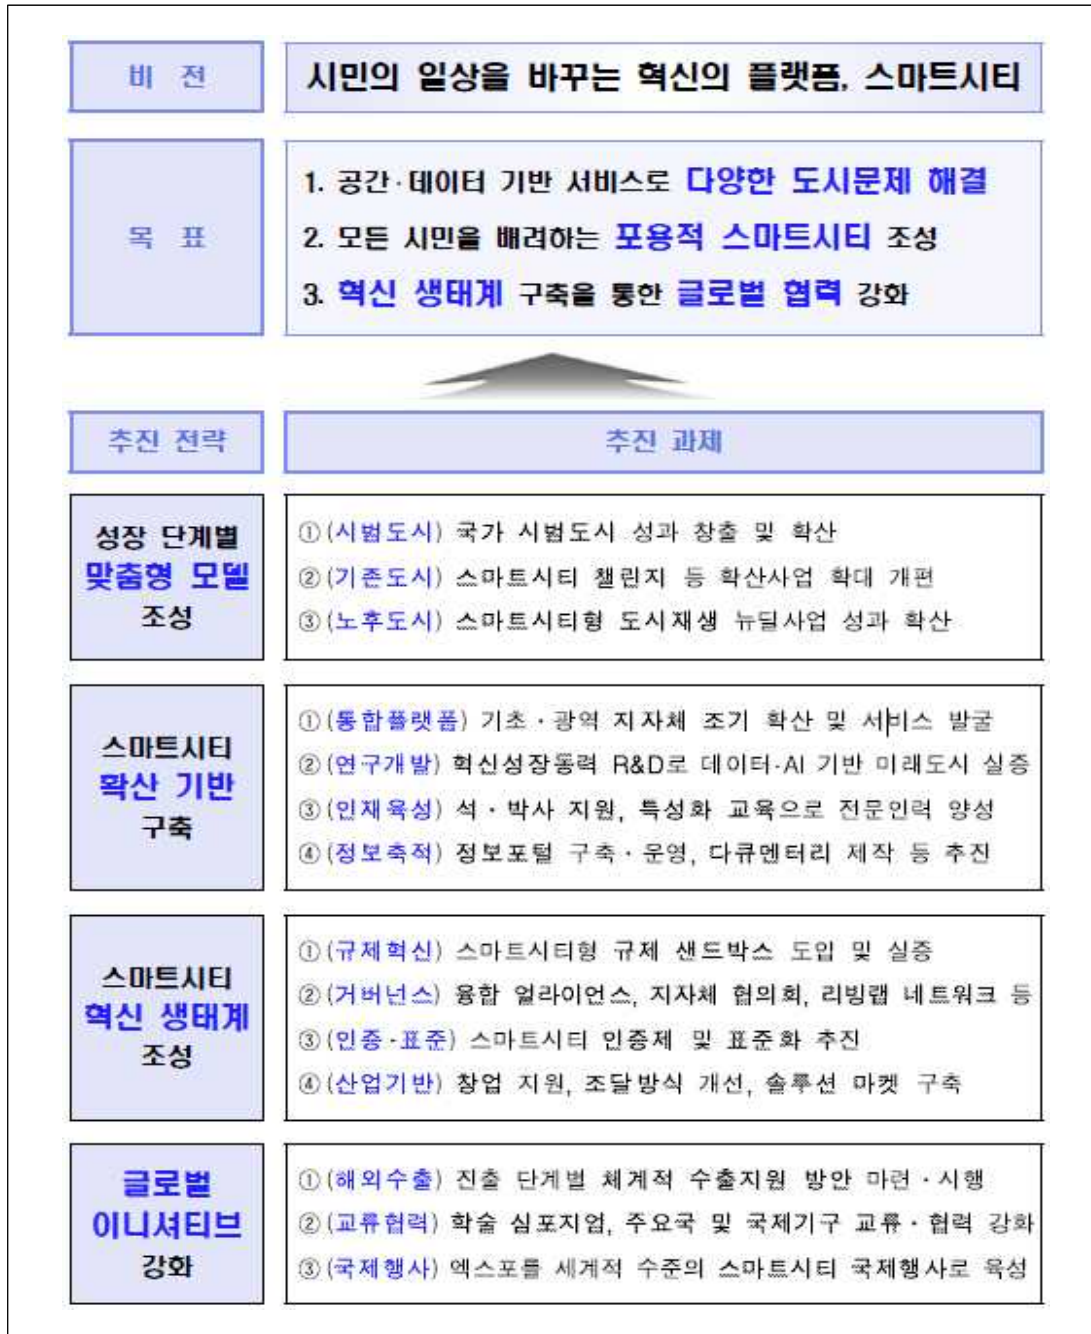 비 전
시민의 일상을 바꾸는 혁신의 플랫폼, 스마트시티
목 표
1. 공간·데이터 기반 서비스로 다양한 도시문제 해결
2. 모든 시민을 배려하는 포용적 스마트시티 조성
3. 혁신 생태계 구축을 통한 글로벌 협력 강화
추진 전략
추진 과제
성장 단계별
맞춤형 모델
조성
①(시범도시) 국가 시범도시 성과 창출 및 확산
②(기존도시) 스마트시티 챌린지 등 확산사업 확대 개편
③(노후도시) 스마트시티형 도시재생 뉴딜사업 성과 확산
스마트시티
확산 기반
구축
①(통합플랫폼) 기초·광역 지자체 조기 확산 및 서비스 발굴
②(연구개발) 혁신성장동력 R&D로 데이터·AI 기반 미래도시 실증
③(인재육성) 석·박사 지원, 특성화 교육으로 전문인력 양성
④(정보축적) 정보포털 구축·운영, 다큐멘터리 제작 등 추진
스마트시티
혁신 생태계
조성
①(규제혁신) 스마트시티형 규제 샌드박스 도입 및 실증
②(거버넌스) 융합 얼라이언스, 지자체 협의회, 리빙랩 네트워크 등
③(인증·표준) 스마트시티 인증제 및 표준화 추진
④(산업기반) 창업 지원, 조달방식 개선, 솔루션 마켓 구축
글로벌
이니셔티브
강화
①(해외수출) 진출 단계별 체계적 수출지원 방안 마련·시행
②(교류협력) 학술 심포지엄, 주요국 및 국제기구 교류·협력 강화
③(국제행사) 엑스포를 세계적 수준의 스마트시티 국제행사로 육성